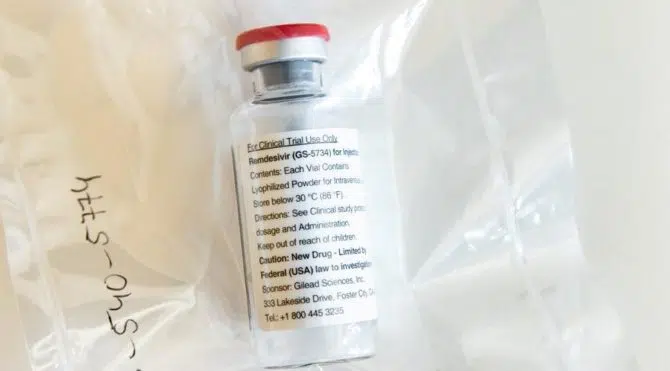 For Clinical Trial Use Only
Remdesivir (GS-5734) for
Contents: Each Vial Contains
Lyophilized Powder for
Store below 30 °C (86 °F)
Directions: See Clinical study
dosage and Administration.
Keep out of reach of children.
Caution: New Drug - Limited by
Federal (USA) law to
Sponsor: Gilead Sciences, Inc.
333 Lakeside Drive, Foster City,
Tel.: +1 800 445 3235
-540-5774